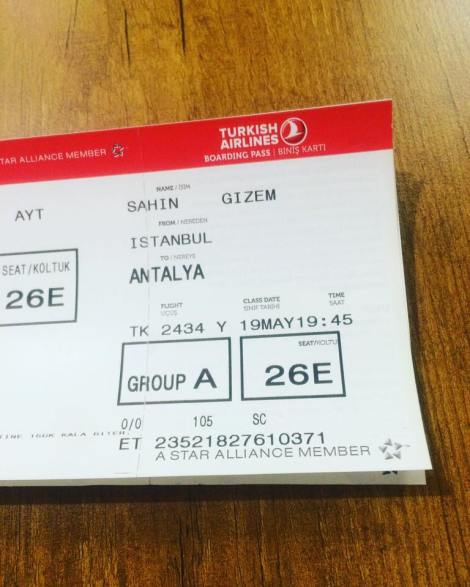 TURKISH
AIRLINES
BOARDING PASS | BİNİŞ KARTI
STAR ALLIANCE MEMBER
AYT
SEAT/KOLTUK
26E
NAME / İSİM
SAHIN GIZEM
FROM / NEREDEN
ISTANBUL
TO / NEREYE
ANTALYA
FLIGHT CLASS DATE TIME
UÇUŞ SINIF TARİHİ SAAT
TK 2434 Y 19MAY19:45
GROUP A
SEAT/KOLTU
26E
0/0 105 SC
KALA
ET 23521827610371
A STAR ALLIANCE MEMBER